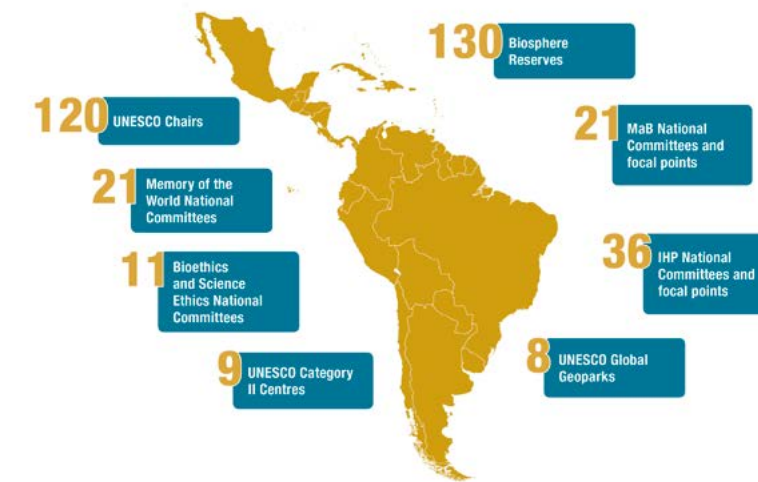 130
Biosphere
Reserves
120
UNESCO Chairs
21
MaB National
Committees and
focal points
21
Memory of the
World National
Committees
36
IHP National
Committees and
focal points
11
Bioethics
and Science
Ethics National
Committees
9
UNESCO Category
II Centres
8
UNESCO Global
Geoparks